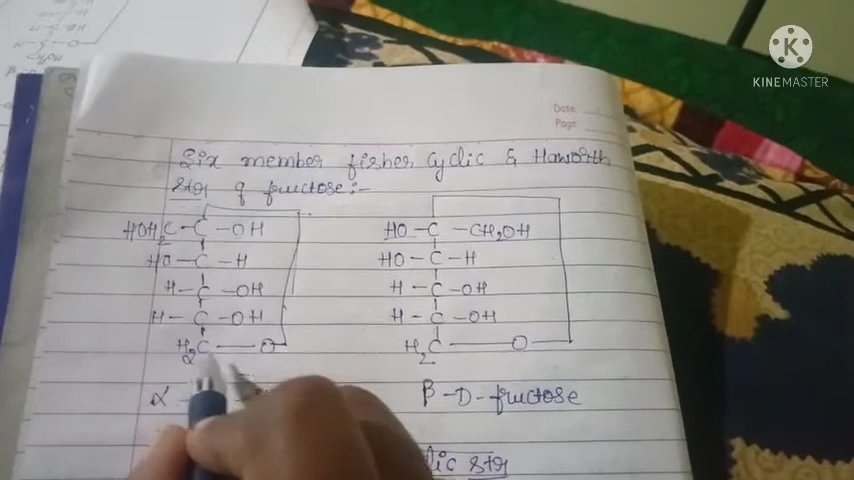 KINEMASTER
Date
Page
Six member fisher cyclic & Haworth
str of fructose:-
HOH2C - C - OH
HO - C - H
H - C - OH
H - C - OH
H2C - O
α
HO - C - CH2OH
HO - C - H
H - C - OH
H - C - OH
H2C - O
β-D-fructose
lic str